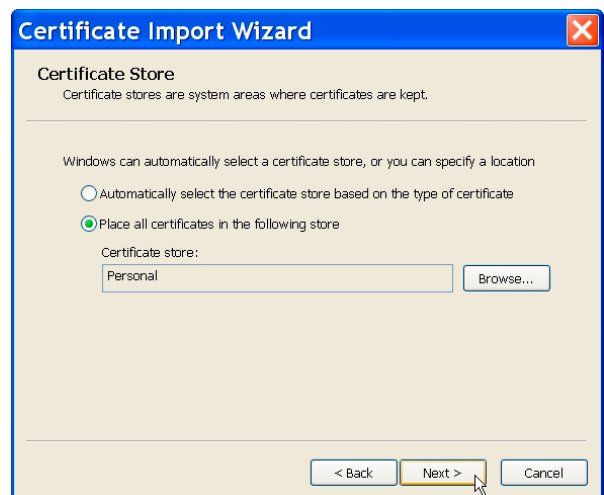 Certificate Import Wizard
Certificate Store
Certificate stores are system areas where certificates are kept.
Windows can automatically select a certificate store, or you can specify a location
Automatically select the certificate store based on the type of certificate
Place all certificates in the following store
Certificate store:
Personal
Browse...
< Back
Next >
Cancel